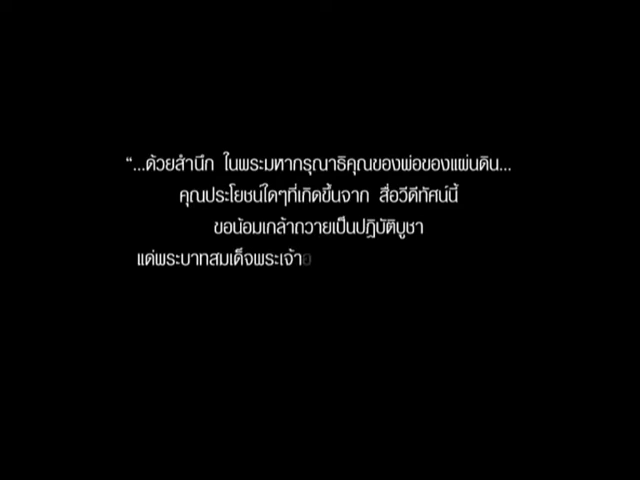 “...ด้วยสำนึก ในพระมหากรุณาธิคุณของพ่อของแผ่นดิน...
คุณประโยชน์ใดๆที่เกิดขึ้นจาก สื่อวีดีทัศน์นี้
ขอน้อมเกล้าถวายเป็นปฏิบัติบูชา
แด่พระบาทสมเด็จพระเจ้าอ